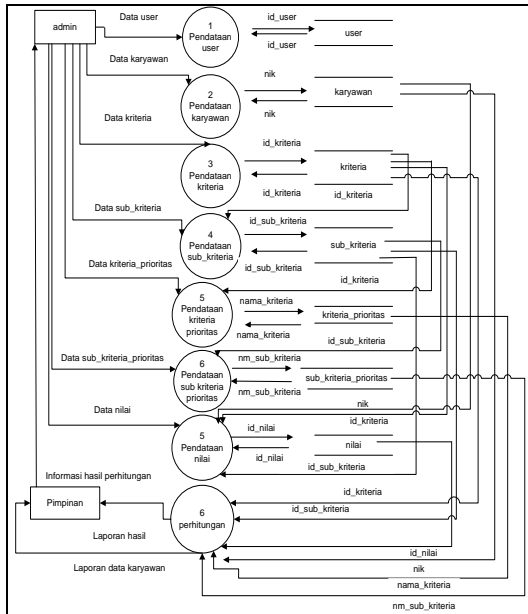 admin
Data user
1
Pendataan
user
id_user
id_user
user
Data karyawan
2
Pendataan
karyawan
nik
nik
karyawan
Data kriteria
3
Pendataan
kriteria
id_kriteria
id_kriteria
kriteria
id_kriteria
Data sub_kriteria
4
Pendataan
sub_kriteria
id_sub_kriteria
id_sub_kriteria
sub_kriteria
id_kriteria
Data kriteria_prioritas
5
Pendataan
kriteria
prioritas
nama_kriteria
nama_kriteria
kriteria_prioritas
id_sub_kriteria
Data sub_kriteria_prioritas
6
Pendataan
sub kriteria
prioritas
nm_sub_kriteria
nm_sub_kriteria
sub_kriteria_prioritas
nik
id_kriteria
Data nilai
5
Pendataan
nilai
id_nilai
id_nilai
nilai
id_sub_kriteria
Informasi hasil perhitungan
Pimpinan
6
perhitungan
id_kriteria
id_sub_kriteria
Laporan hasil
id_nilai
Laporan data karyawan
nik
nama_kriteria
nm_sub_kriteria